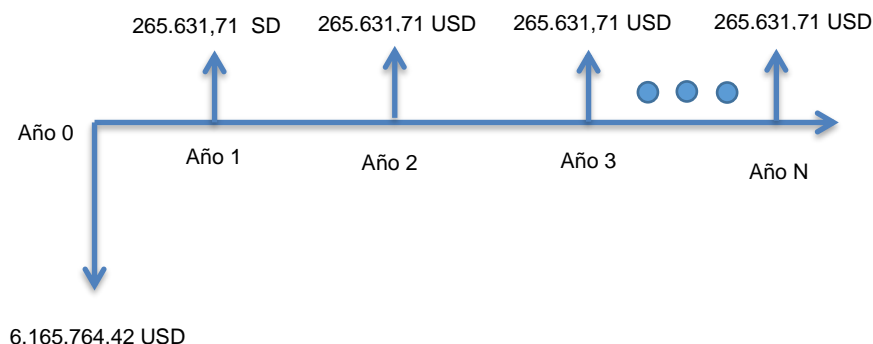 265.631,71 SD
265.631,71 USD
265.631,71 USD
265.631,71 USD
Año 0
Año 1
Año 2
Año 3
Año N
6.165.764,42 USD